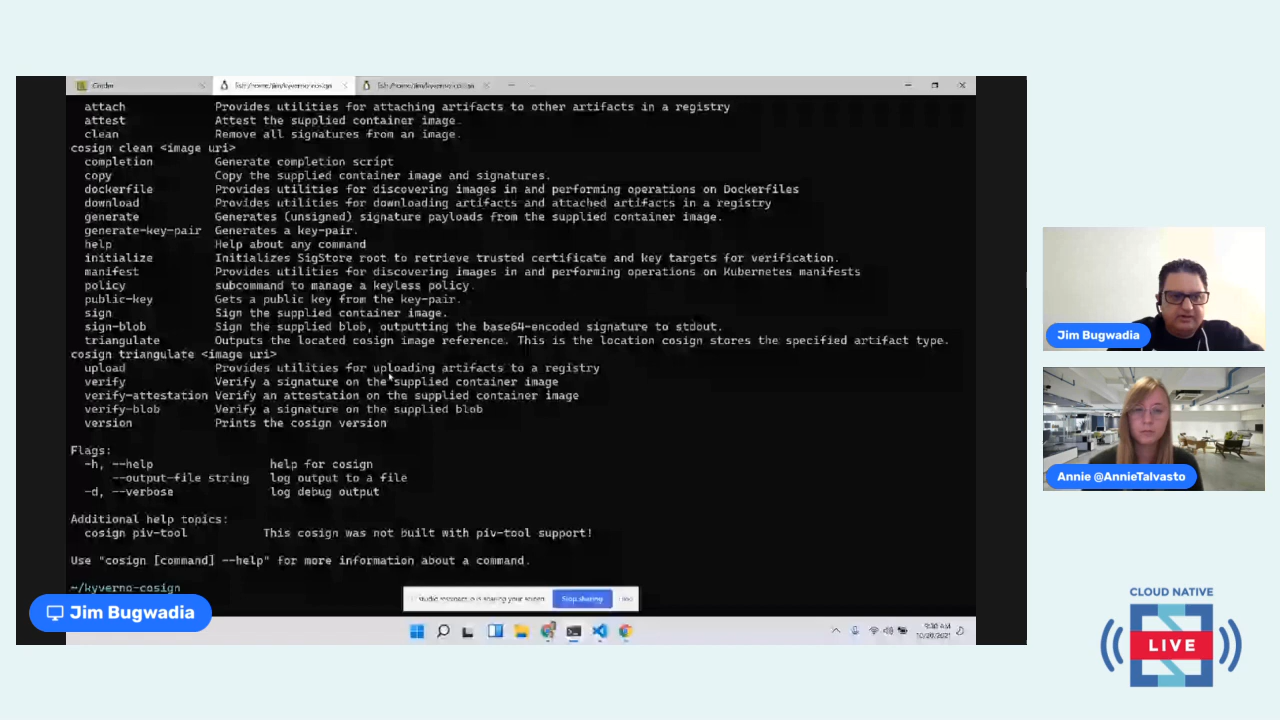 attach Provides utilities for attaching artifacts to other artifacts in a registry
attest Attest the supplied container image.
clean Remove all signatures from an image.
cosign clean <image uri>
completion Generate completion script
copy Copy the supplied container image and signatures.
dockerfile Provides utilities for discovering images in and performing operations on Dockerfiles
download Provides utilities for downloading artifacts and attached artifacts in a registry
generate Generates (unsigned) signature payloads from the supplied container image.
generate-key-pair Generates a key-pair.
help Help about any command
initialize Initializes SigStore root to retrieve trusted certificate and key targets for verification.
manifest Provides utilities for discovering images in and performing operations on Kubernetes manifests
policy subcommand to manage a keyless policy.
public-key Gets a public key from the key-pair.
sign Sign the supplied container image.
sign-blob Sign the supplied blob, outputting the base64-encoded signature to stdout.
triangulate Outputs the located cosign image reference. This is the location cosign stores the specified artifact type.
cosign triangulate <image uri>
upload Provides utilities for uploading artifacts to a registry
verify Verify a signature on the supplied container image
verify-attestation Verify an attestation on the supplied container image
verify-blob Verify a signature on the supplied blob
version Prints the cosign version
Flags:
-h, --help help for cosign
--output-file string log output to a file
-d, --verbose log debug output
Additional help topics:
cosign piv-tool This cosign was not built with piv-tool support!
Use "cosign [command] --help" for more information about a command.
~/kyverno-cosign
is sharing your screen. Stop sharing
10/20/2021
Jim Bugwadia
Jim Bugwadia
Annie @AnnieTalvasto
CLOUD NATIVE
LIVE